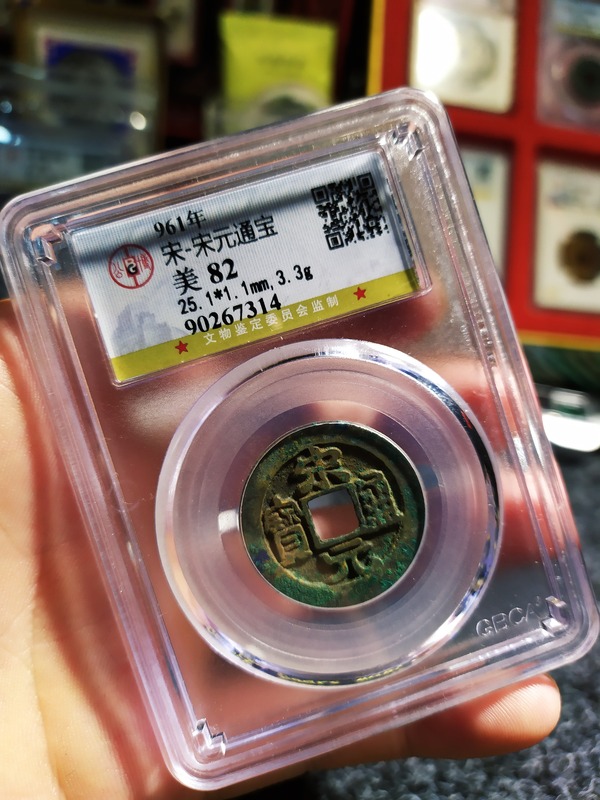 961年
宋·宋元通宝
美 82
25.1*1.1mm,3.3g
90267314
文物鉴定委员会监制
宋
寶 通
元
GBCA